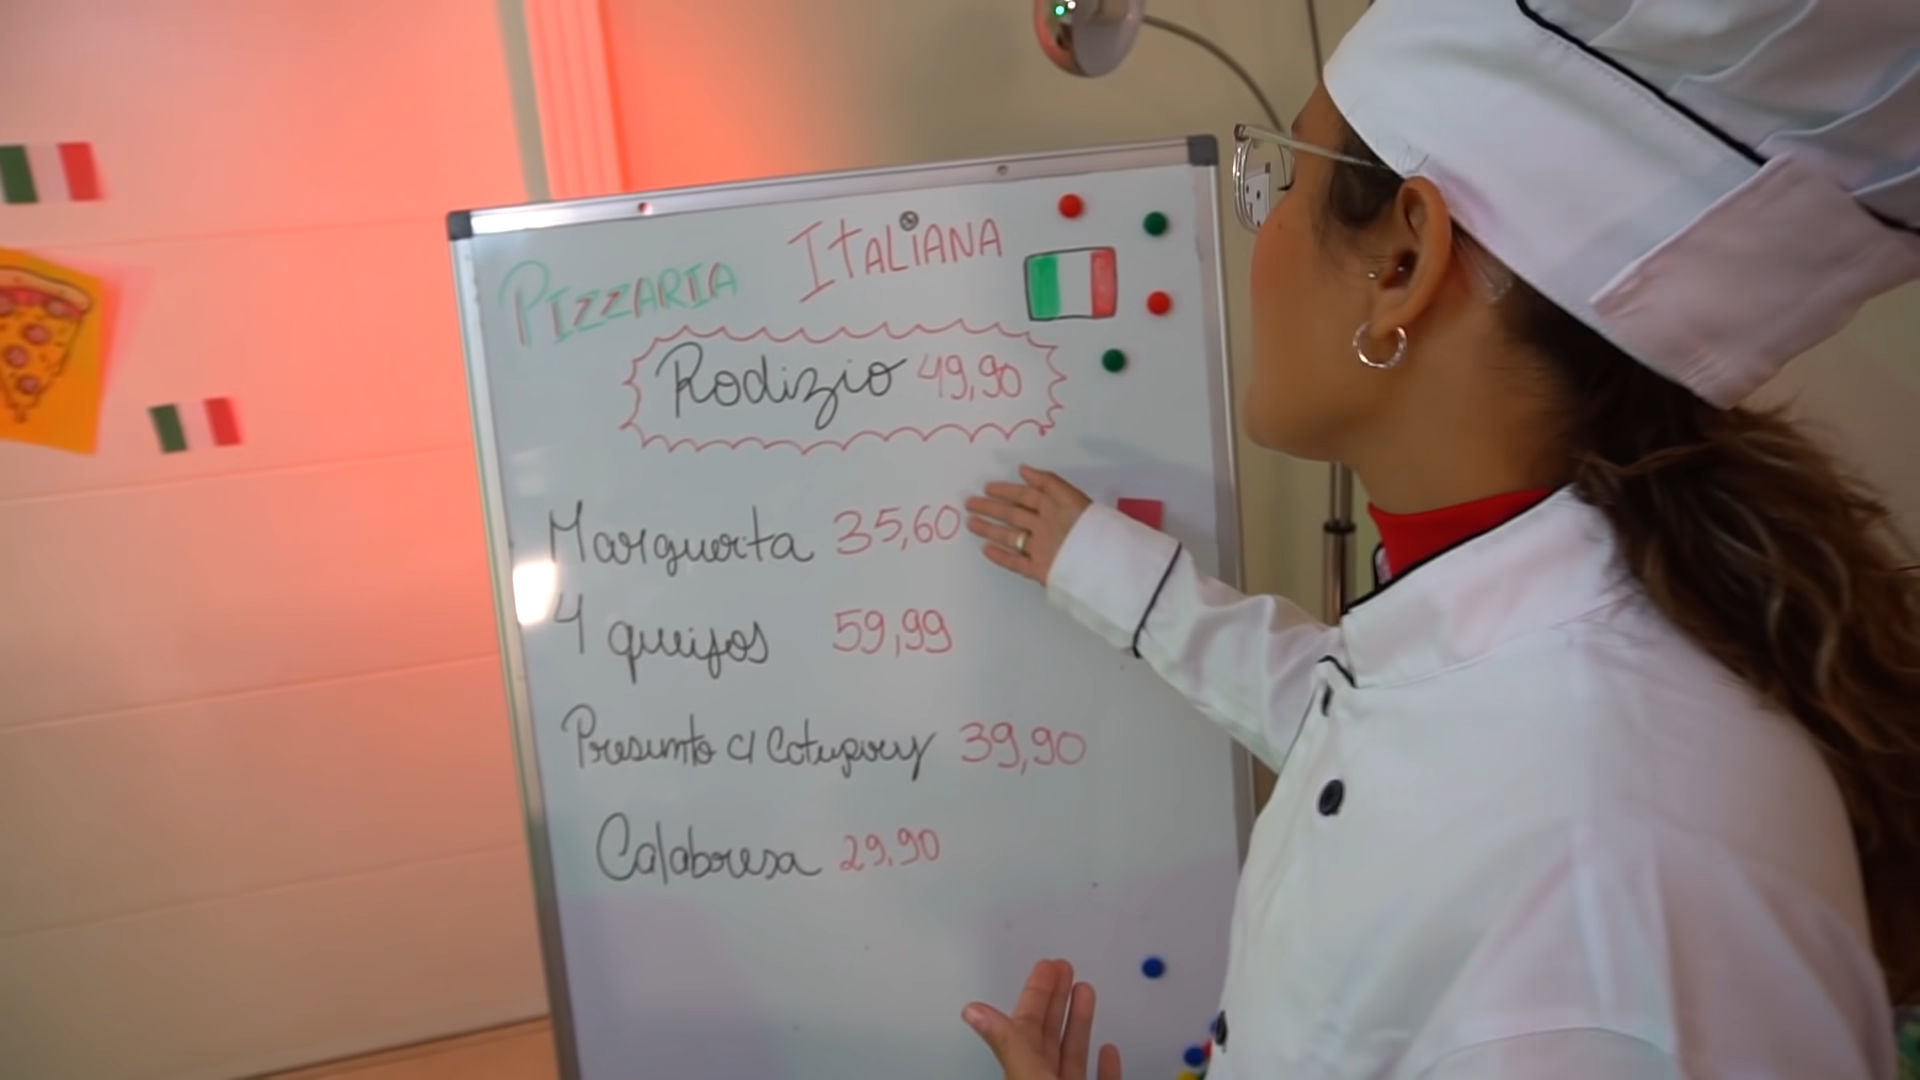 PIZZARIA ITALIANA
Rodizio 49,90
Marguerita 35,60
4 queijos 59,99
Presunto c/ Catupiry 39,90
Calabresa 29,90